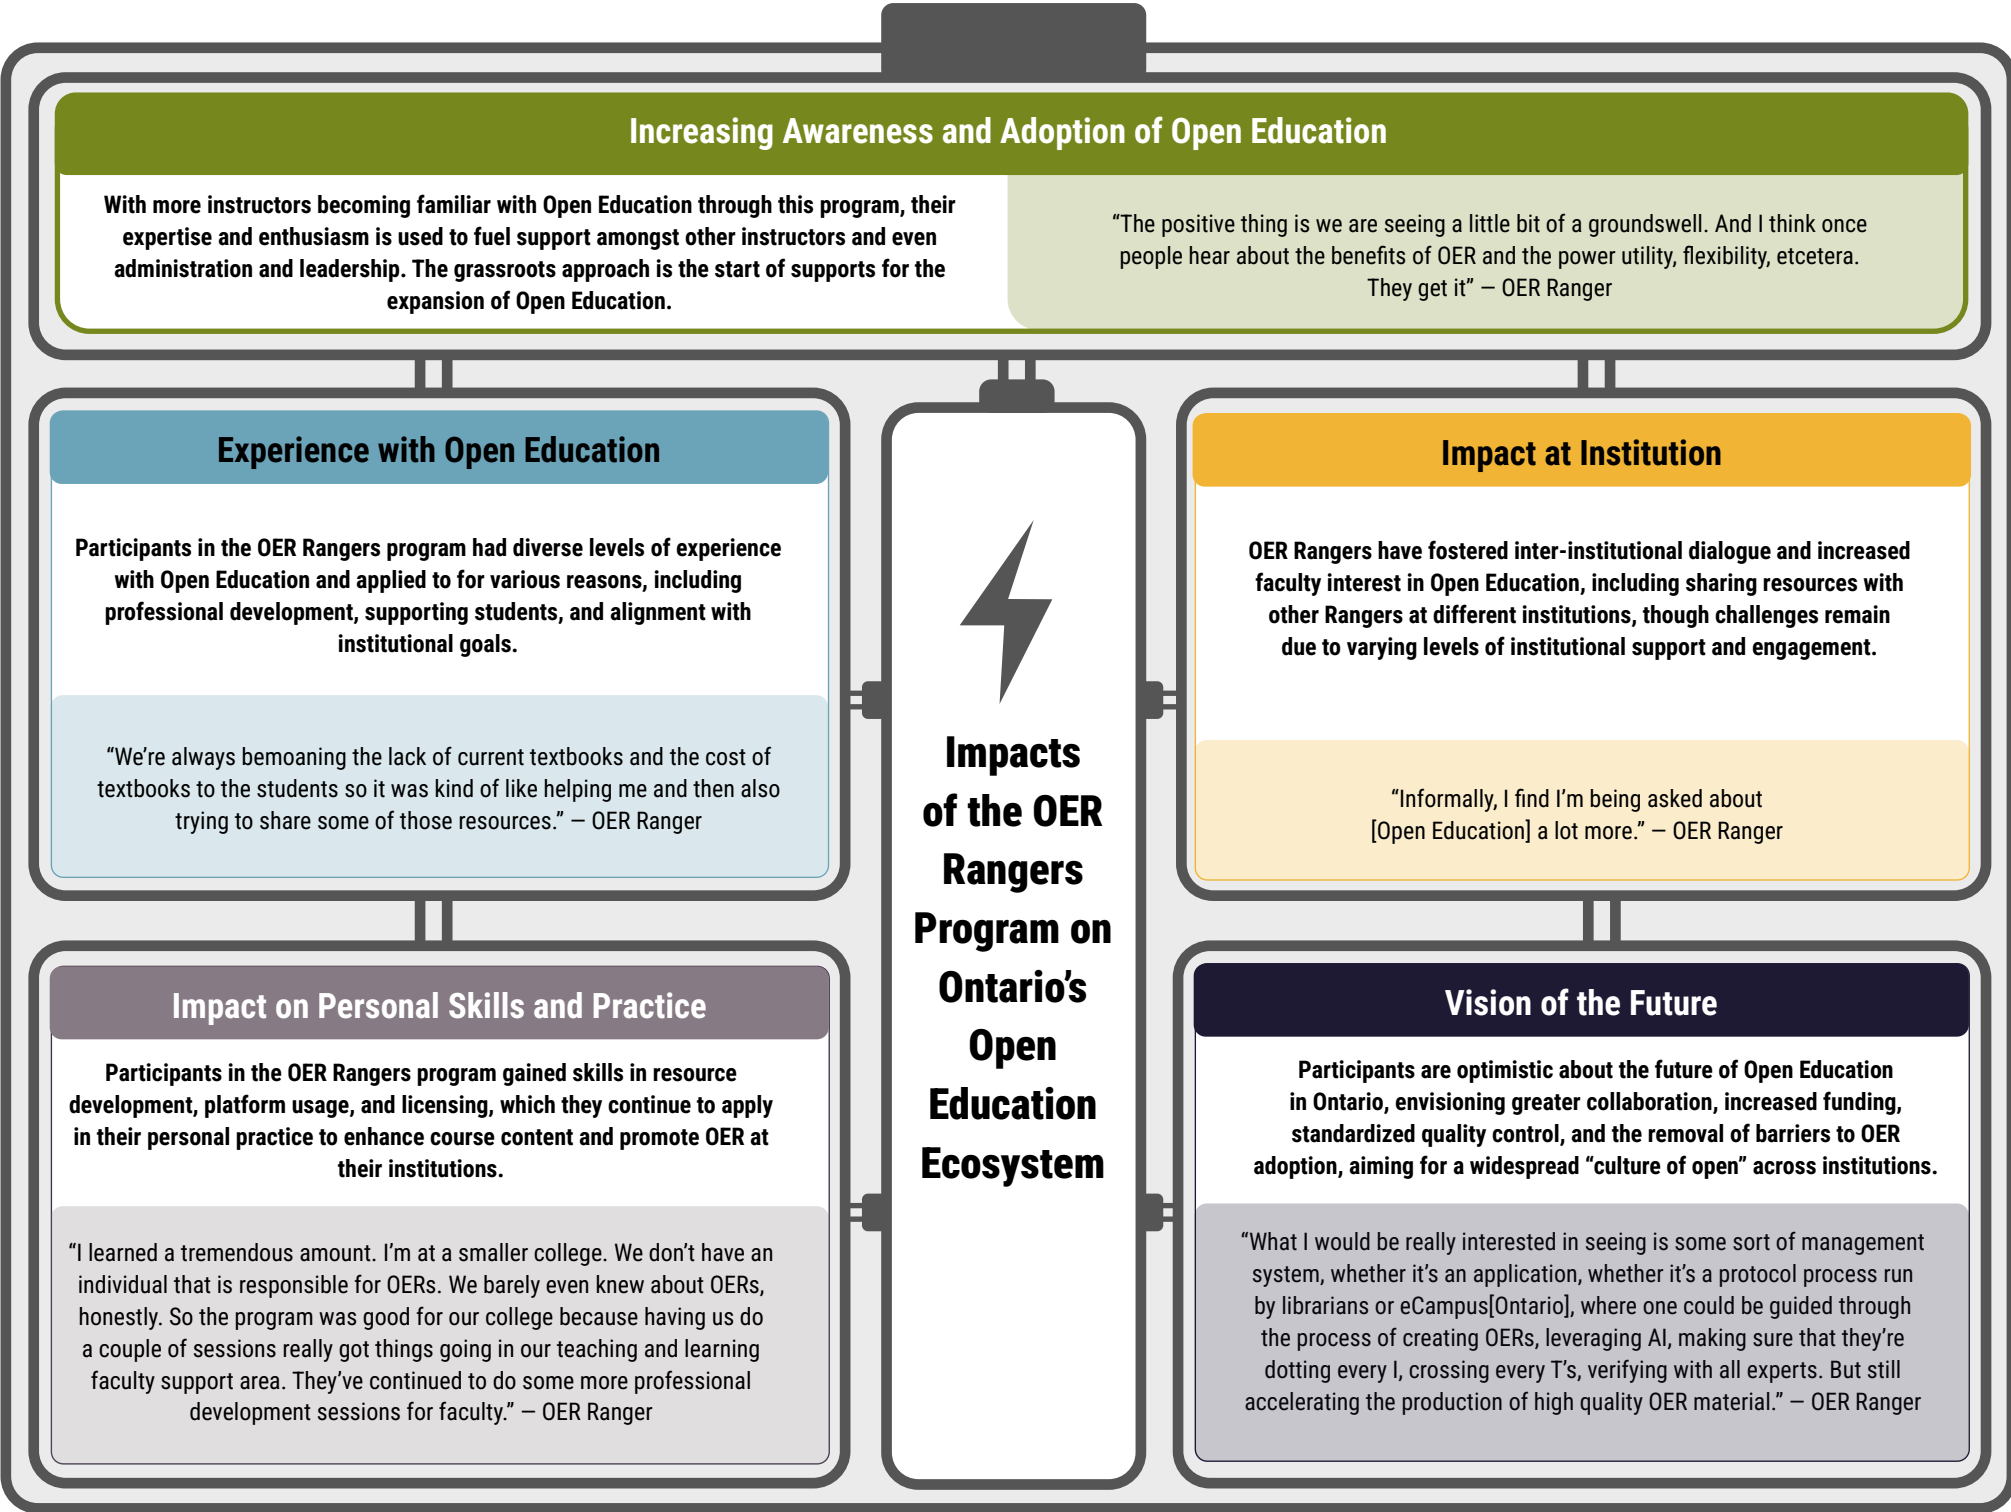 Increasing Awareness and Adoption of Open Education
With more instructors becoming familiar with Open Education through this program, their
expertise and enthusiasm is used to fuel support amongst other instructors and even
administration and leadership. The grassroots approach is the start of supports for the
expansion of Open Education.
“The positive thing is we are seeing a little bit of a groundswell. And I think once
people hear about the benefits of OER and the power utility, flexibility, etcetera.
They get it” – OER Ranger
Experience with Open Education
Participants in the OER Rangers program had diverse levels of experience
with Open Education and applied to for various reasons, including
professional development, supporting students, and alignment with
institutional goals.
“We’re always bemoaning the lack of current textbooks and the cost of
textbooks to the students so it was kind of like helping me and then also
trying to share some of those resources.” – OER Ranger
Impact on Personal Skills and Practice
Participants in the OER Rangers program gained skills in resource
development, platform usage, and licensing, which they continue to apply
in their personal practice to enhance course content and promote OER at
their institutions.
“I learned a tremendous amount. I’m at a smaller college. We don’t have an
individual that is responsible for OERs. We barely even knew about OERs,
honestly. So the program was good for our college because having us do
a couple of sessions really got things going in our teaching and learning
faculty support area. They’ve continued to do some more professional
development sessions for faculty.” – OER Ranger
Impacts
of the OER
Rangers
Program on
Ontario’s
Open
Education
Ecosystem
Impact at Institution
OER Rangers have fostered inter-institutional dialogue and increased
faculty interest in Open Education, including sharing resources with
other Rangers at different institutions, though challenges remain
due to varying levels of institutional support and engagement.
“Informally, I find I’m being asked about
[Open Education] a lot more.” – OER Ranger
Vision of the Future
Participants are optimistic about the future of Open Education
in Ontario, envisioning greater collaboration, increased funding,
standardized quality control, and the removal of barriers to OER
adoption, aiming for a widespread “culture of open” across institutions.
“What I would be really interested in seeing is some sort of management
system, whether it’s an application, whether it’s a protocol process run
by librarians or eCampus[Ontario], where one could be guided through
the process of creating OERs, leveraging AI, making sure that they’re
dotting every I, crossing every T’s, verifying with all experts. But still
accelerating the production of high quality OER material.” – OER Ranger